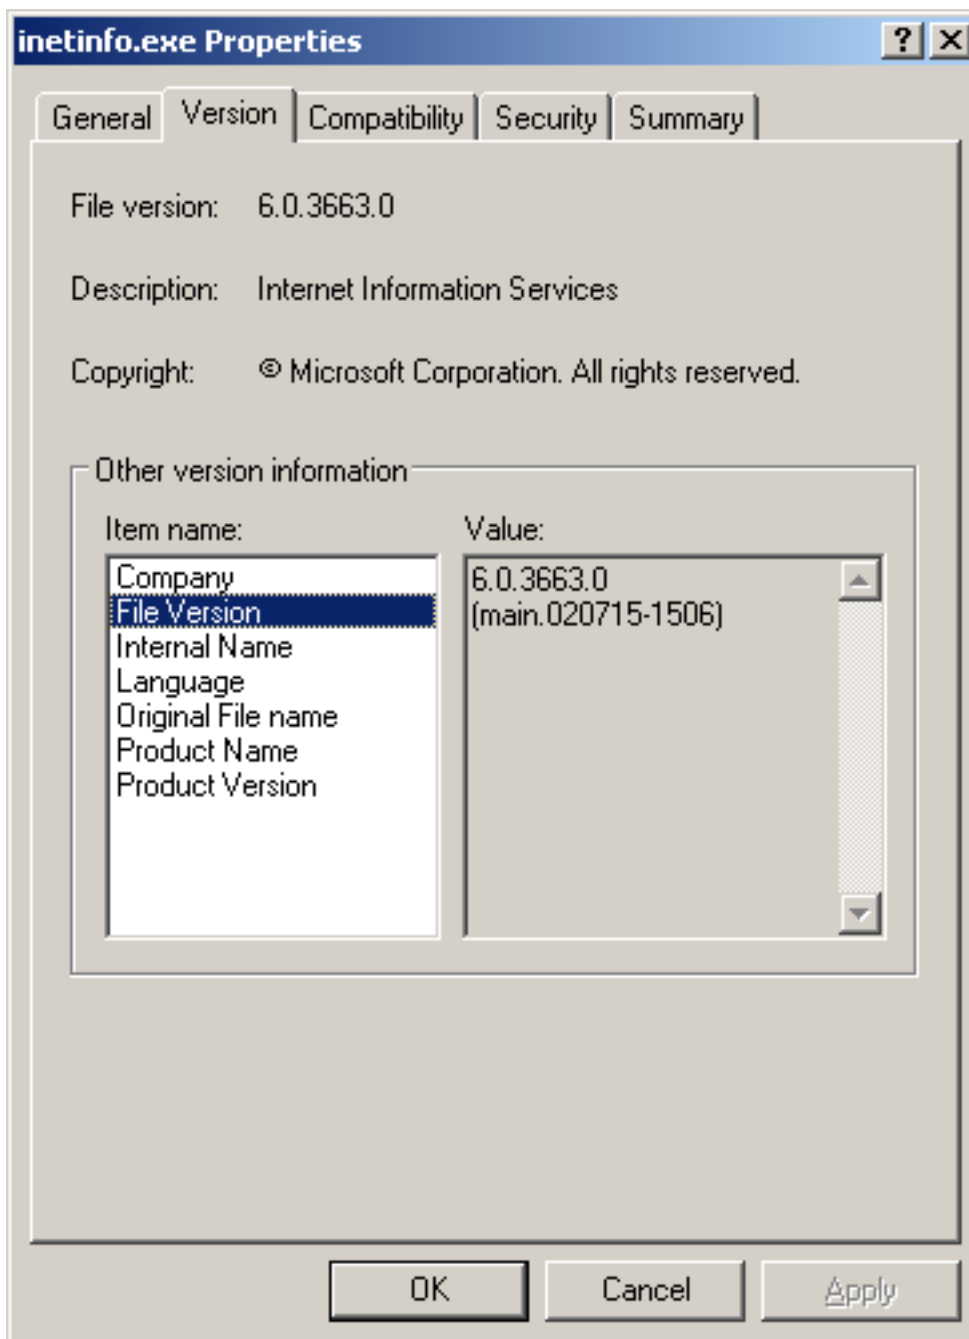 inetinfo.exe Properties
General Version Compatibility Security Summary
File version: 6.0.3663.0
Description: Internet Information Services
Copyright: © Microsoft Corporation. All rights reserved.
Other version information
Item name: Value:
Company
File Version
Internal Name
Language
Original File name
Product Name
Product Version
6.0.3663.0
(main.020715-1506)
OK Cancel Apply